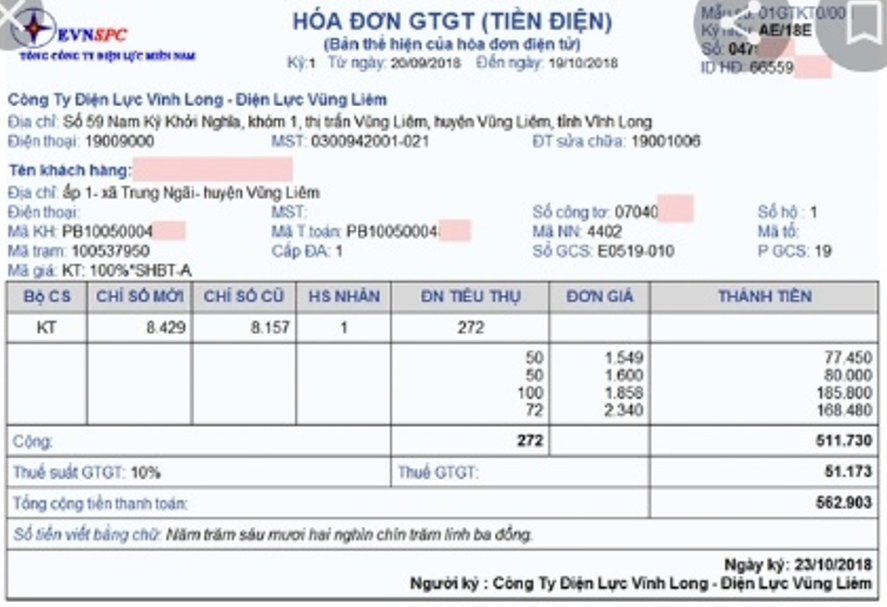 EVNSPC
TỔNG CÔNG TY ĐIỆN LỰC MIỀN NAM
HÓA ĐƠN GTGT (TIỀN ĐIỆN)
(Bản thể hiện của hóa đơn điện tử)
Kỳ:1 Từ ngày: 20/09/2018 Đến ngày: 19/10/2018
Mẫu số: 01GTKT0/00
Ký hiệu: AE/18E
Số: 047
ID HĐ: 66559
Công Ty Điện Lực Vĩnh Long - Điện Lực Vũng Liêm
Địa chỉ: Số 59 Nam Kỳ Khởi Nghĩa, khóm 1, thị trấn Vũng Liêm, huyện Vũng Liêm, tỉnh Vĩnh Long
Điện thoại: 19009000 MST: 0300942001-021 ĐT sửa chữa: 19001006
Tên khách hàng:
Địa chỉ: ấp 1- xã Trung Ngãi- huyện Vũng Liêm
Điện thoại: MST: Số công tơ: 07040 Số hộ : 1
Mã KH: PB10050004 Mã T.toán: PB10050004 Mã NN: 4402 Mã tổ:
Mã trạm: 100537950 Cấp ĐA: 1 Số GCS: E0519-010 P GCS: 19
Mã giá: KT: 100%*SHBT-A
Bộ CS CHỈ SỐ MỚI CHỈ SỐ CŨ HS NHÂN ĐN TIÊU THỤ ĐƠN GIÁ THÀNH TIỀN
KT 8.429 8.157 1 272
50 1.549 77.450
50 1.600 80.000
100 1.858 185.800
72 2.340 168.480
Cộng: 272 511.730
Thuế suất GTGT: 10% Thuế GTGT: 51.173
Tổng cộng tiền thanh toán: 562.903
Số tiền viết bằng chữ: Năm trăm sáu mươi hai nghìn chín trăm linh ba đồng.
Ngày ký: 23/10/2018
Người ký : Công Ty Điện Lực Vĩnh Long - Điện Lực Vũng Liêm